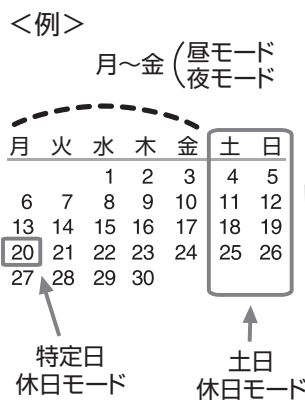 ＜例＞
月～金（昼モード
夜モード
月 火 水 木 金 土 日
1 2 3 4 5
6 7 8 9 10 11 12
13 14 15 16 17 18 19
20 21 22 23 24 25 26
27 28 29 30
特定日
休日モード
土日
休日モード